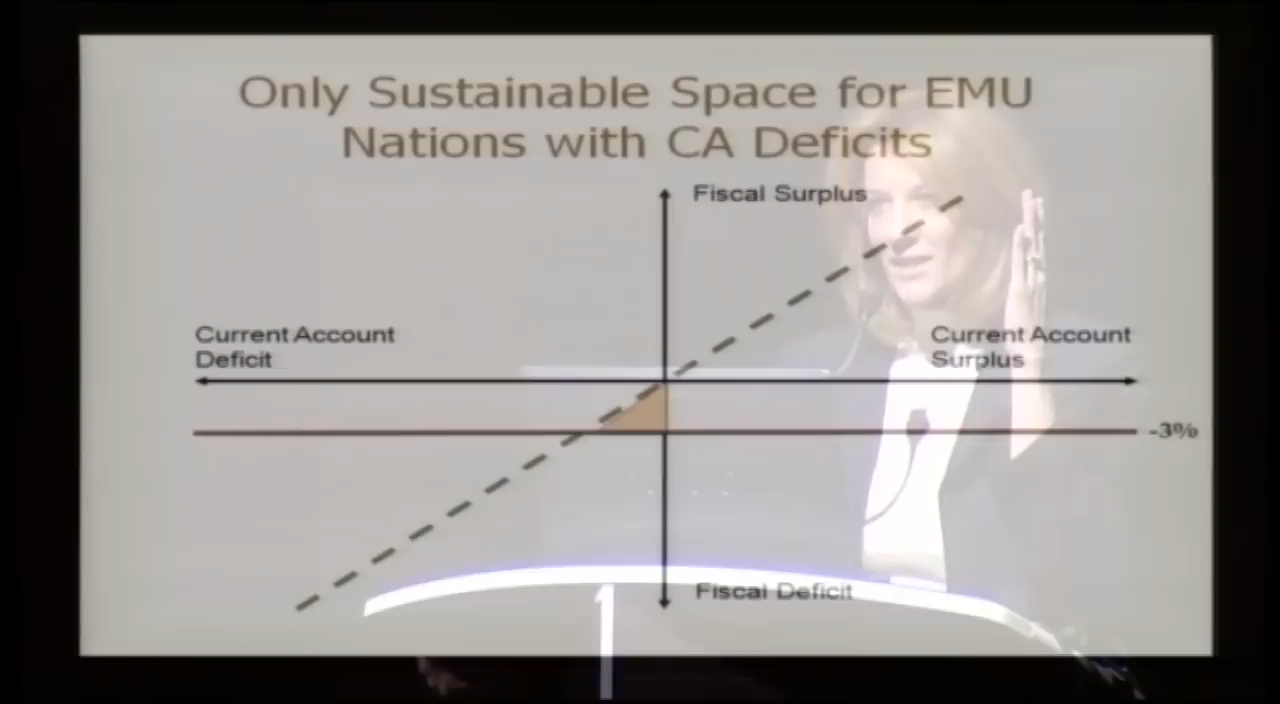 Only Sustainable Space for EMU
Nations with CA Deficits
Fiscal Surplus
Current Account
Deficit
Current Account
Surplus
-3%
Fiscal Deficit